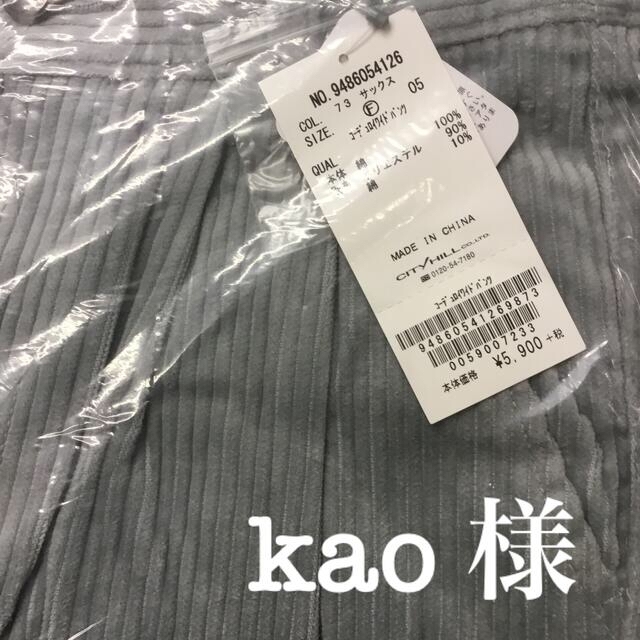 NO.9486054126
COL. 73 サックス 05
SIZE. F
コーデュロイワイドパンツ
QUAL. 本体 綿 100%
ポリエステル 90%
綿 10%
MADE IN CHINA
CITY HILL CO.,LTD.
0120-54-7180
コーデュロイワイドパンツ
94860541269873
0059007233
本体価格 ¥5,900 +税
kao 様